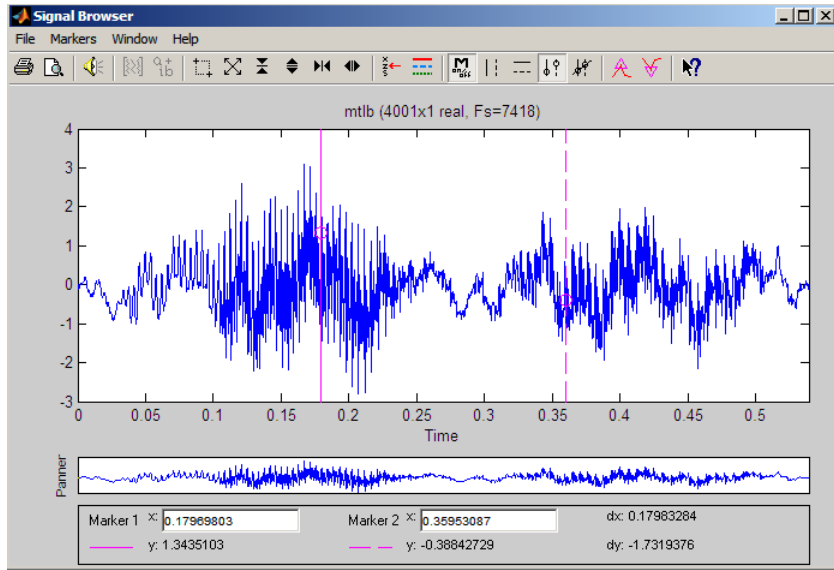 Signal Browser
File Markers Window Help
mtlb (4001x1 real, Fs=7418)
4
3
2
1
0
-1
-2
-3
0 0.05 0.1 0.15 0.2 0.25 0.3 0.35 0.4 0.45 0.5
Time
Panner
Marker 1 x: 0.17969803 Marker 2 x: 0.35953087 dx: 0.17983284
y: 1.3435103 y: -0.38842729 dy: -1.7319376